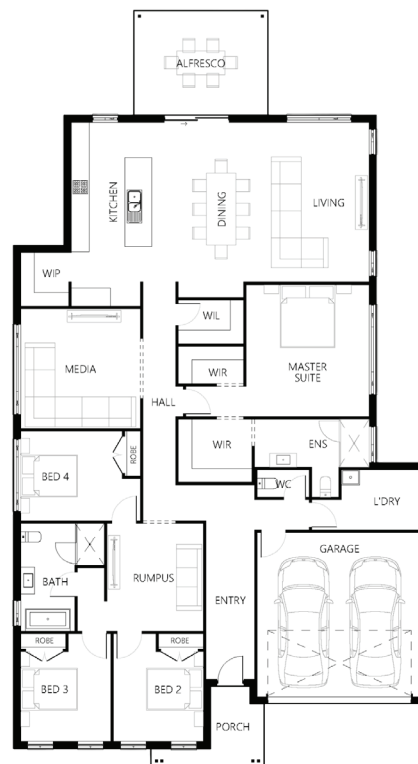 ALFRESCO
KITCHEN
DINING
LIVING
WIP
WIL
MEDIA
WIR
MASTER
SUITE
HALL
WIR
ENS
ROBE
BED 4
WC
L'DRY
GARAGE
BATH
RUMPUS
ENTRY
ROBE
ROBE
BED 3
BED 2
PORCH